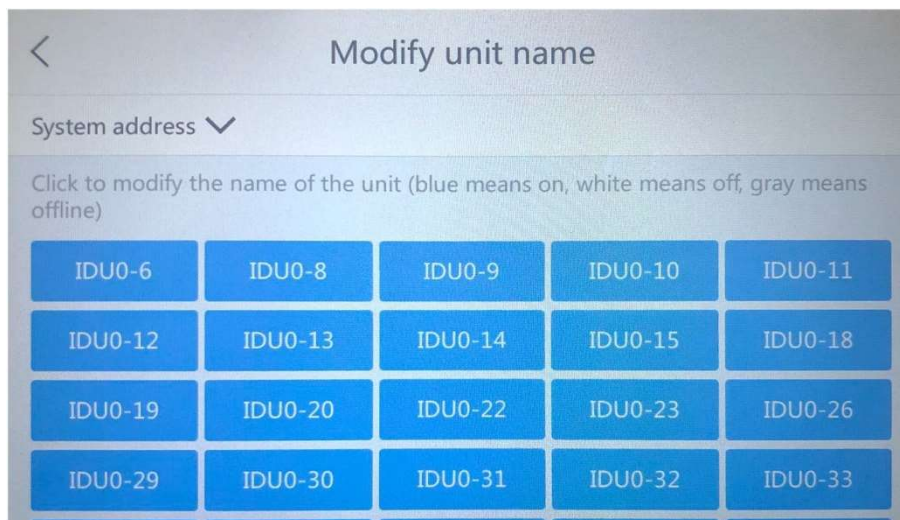 Modify unit name
System address
Click to modify the name of the unit (blue means on, white means off, gray means
offline)
IDU0-6 IDU0-8 IDU0-9 IDU0-10 IDU0-11
IDU0-12 IDU0-13 IDU0-14 IDU0-15 IDU0-18
IDU0-19 IDU0-20 IDU0-22 IDU0-23 IDU0-26
IDU0-29 IDU0-30 IDU0-31 IDU0-32 IDU0-33